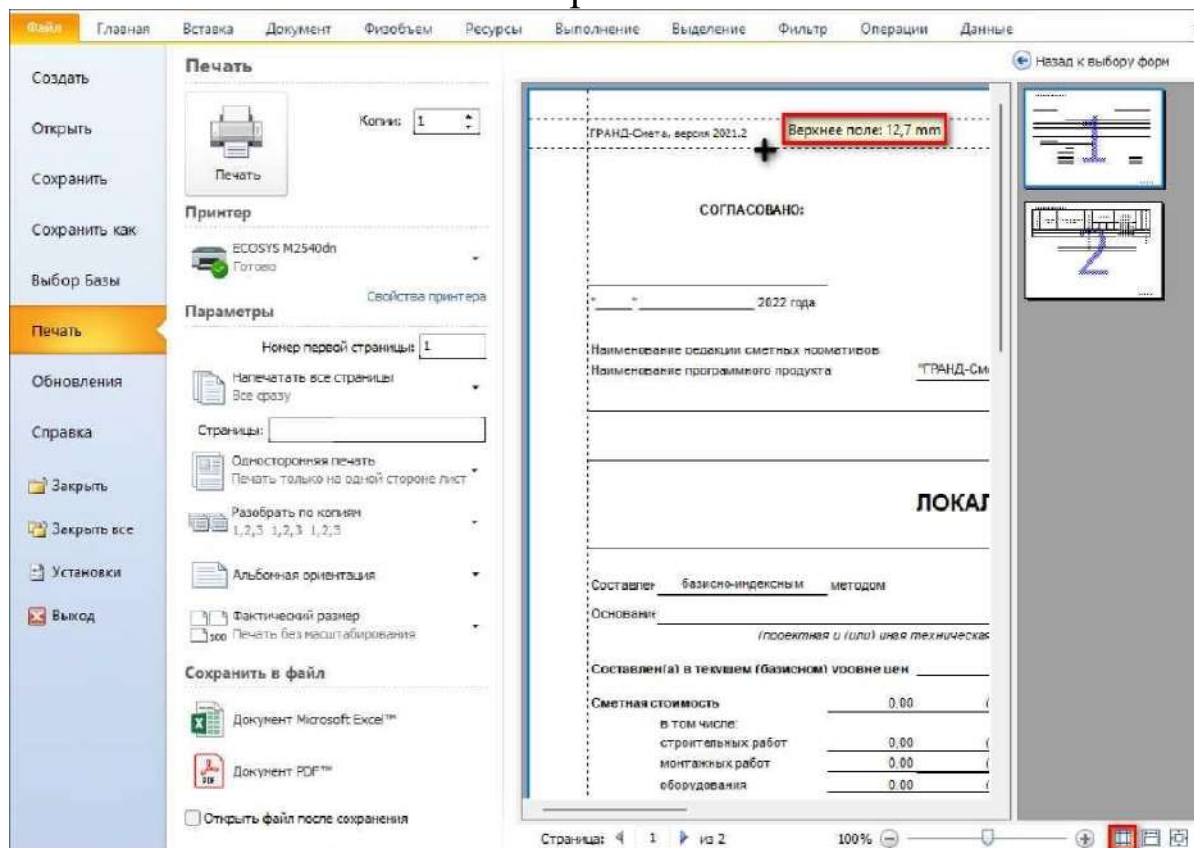 Файл Главная Вставка Документ Физобъем Ресурсы Выполнение Выделение Фильтр Операции Данные
Назад к выбору форм
Создать
Открыть
Сохранить
Сохранить как
Выбор Базы
Печать
Обновления
Справка
Закрыть
Закрыть все
Установки
Выход
Печать
Копии: 1
Печать
Принтер
ECOSYS M2540dn
Готово
Свойства принтера
Параметры
Номер первой страницы: 1
Напечатать все страницы
Все сразу
Страницы:
Односторонняя печать
Печать только на одной стороне лист
Разобрать по копиям
1,2,3 1,2,3 1,2,3
Альбомная ориентация
Фактический размер
100 Печать без масштабирования
Сохранить в файл
Документ Microsoft Excel™
Документ PDF™
Открыть файл после сохранения
ГРАНД-Смета, версия 2021.2
Верхнее поле: 12,7 mm
СОГЛАСОВАНО:
"____"____________ 2022 года
Наименование редакции сметных нормативов
Наименование программного продукта "ГРАНД-См
ЛОКАЛ
Составлен базисно-индексным методом
Основание
(проектная и (или) иная техническая
Составлен(а) в текущем (базисном) уровне цен
Сметная стоимость 0,00 (
в том числе:
строительных работ 0,00 (
монтажных работ 0,00 (
оборудования 0,00 (
1
2
Страница: 1 из 2 100%